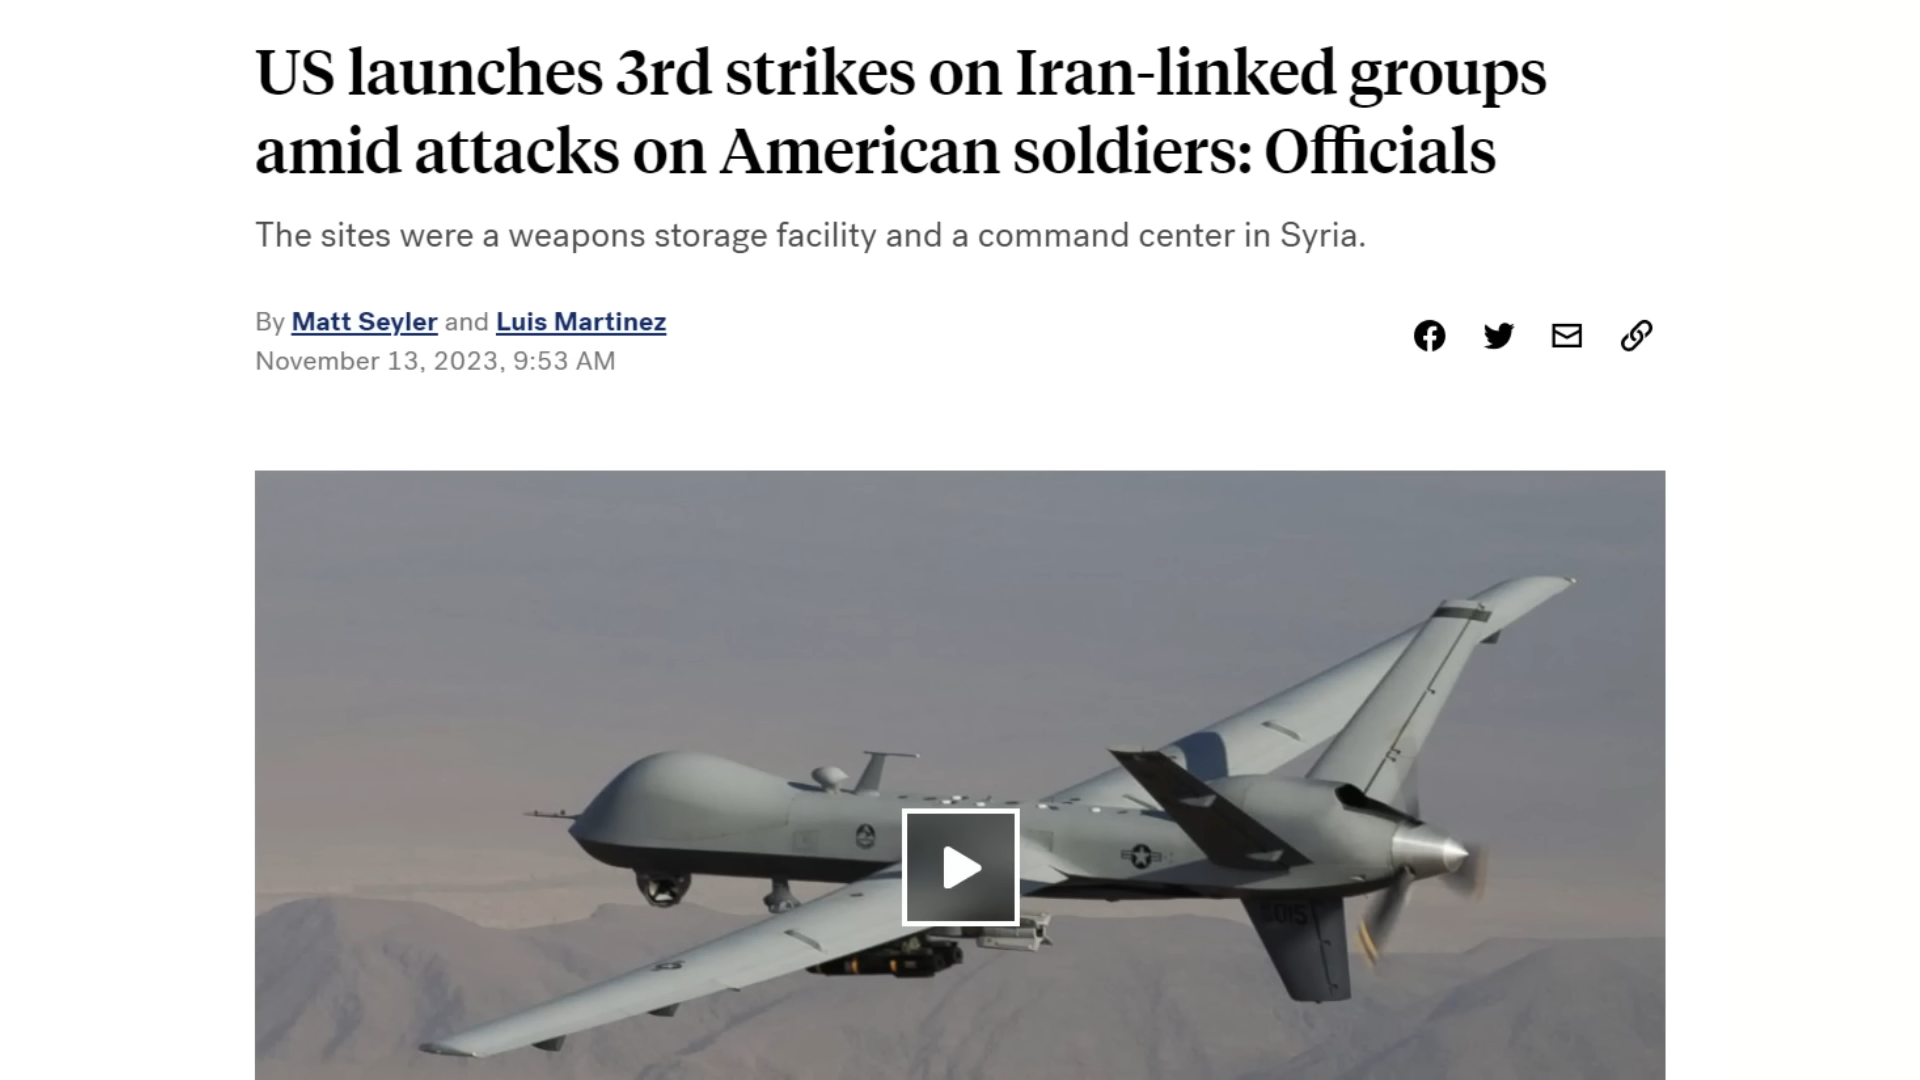 US launches 3rd strikes on Iran-linked groups
amid attacks on American soldiers: Officials
The sites were a weapons storage facility and a command center in Syria.
By Matt Seyler and Luis Martinez
November 13, 2023, 9:53 AM
015